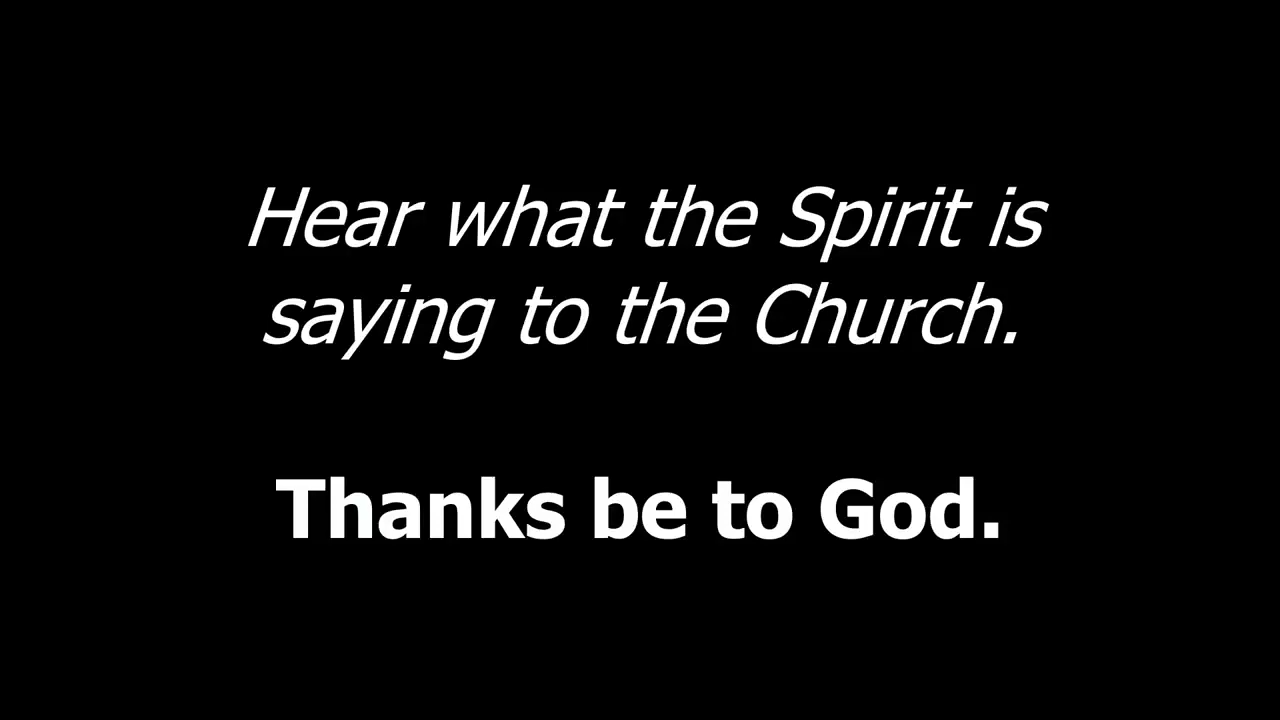 Hear what the Spirit is
saying to the Church.
Thanks be to God.